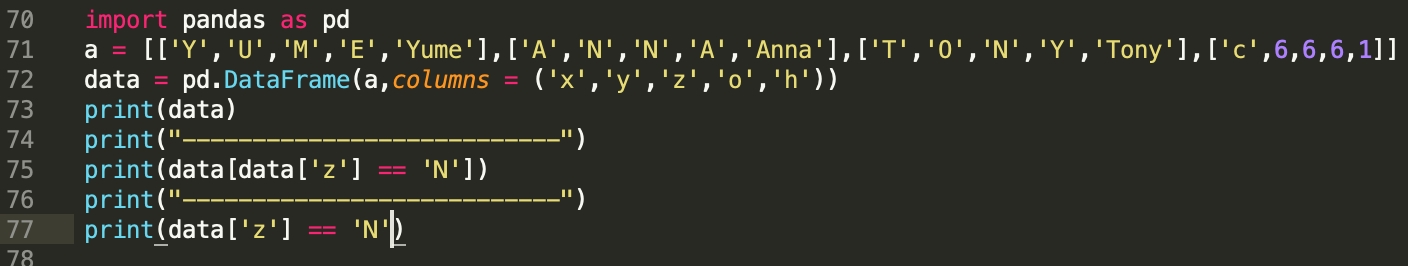 70 import pandas as pd
71 a = [['Y','U','M','E','Yume'],['A','N','N','A','Anna'],['T','O','N','Y','Tony'],['c',6,6,6,1]]
72 data = pd.DataFrame(a,columns = ('x','y','z','o','h'))
73 print(data)
74 print("---------------------------")
75 print(data[data['z'] == 'N'])
76 print("---------------------------")
77 print(data['z'] == 'N')
78